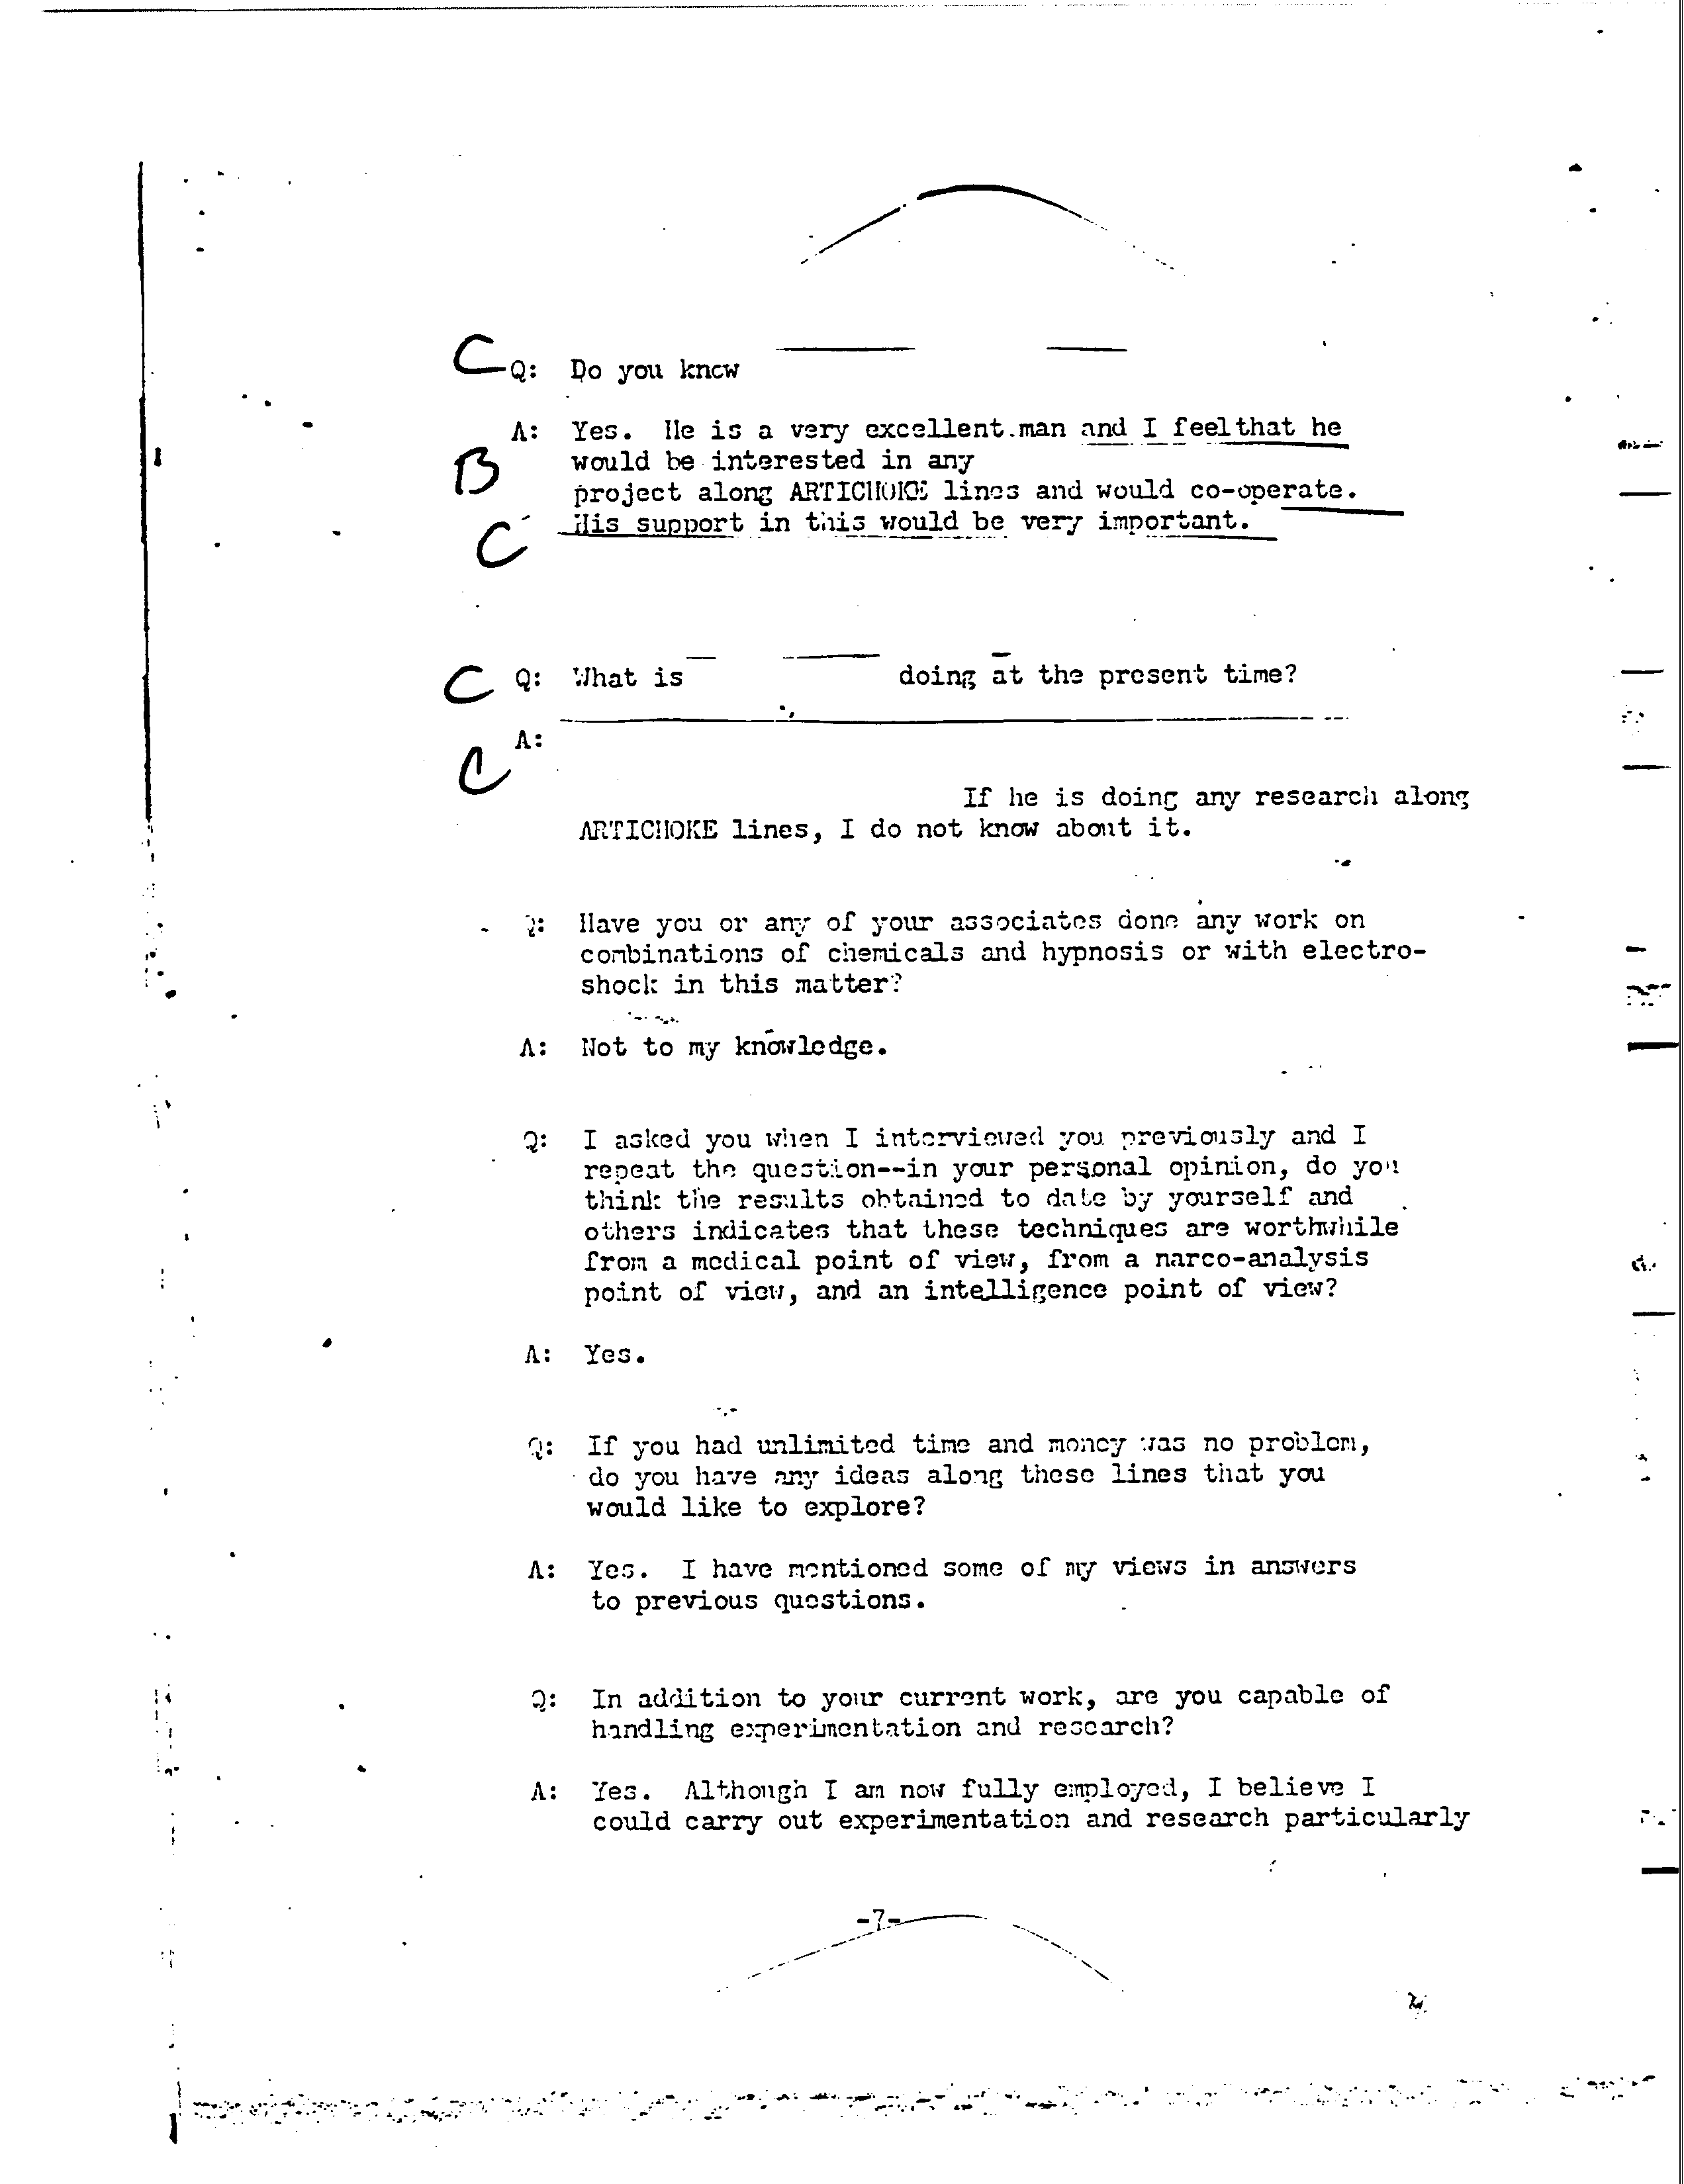 C Q: Do you know
A: Yes. He is a very excellent man and I feel that he
B would be interested in any
project along ARTICHOKE lines and would co-operate.
C His support in this would be very important.
C Q: What is doing at the present time?
A:
C
If he is doing any research along
ARTICHOKE lines, I do not know about it.
Q: Have you or any of your associates done any work on
combinations of chemicals and hypnosis or with electro-
shock in this matter?
A: Not to my knowledge.
Q: I asked you when I interviewed you previously and I
repeat the question--in your personal opinion, do you
think the results obtained to date by yourself and
others indicates that these techniques are worthwhile
from a medical point of view, from a narco-analysis
point of view, and an intelligence point of view?
A: Yes.
Q: If you had unlimited time and money was no problem,
do you have any ideas along these lines that you
would like to explore?
A: Yes. I have mentioned some of my views in answers
to previous questions.
Q: In addition to your current work, are you capable of
handling experimentation and research?
A: Yes. Although I am now fully employed, I believe I
could carry out experimentation and research particularly
-7-